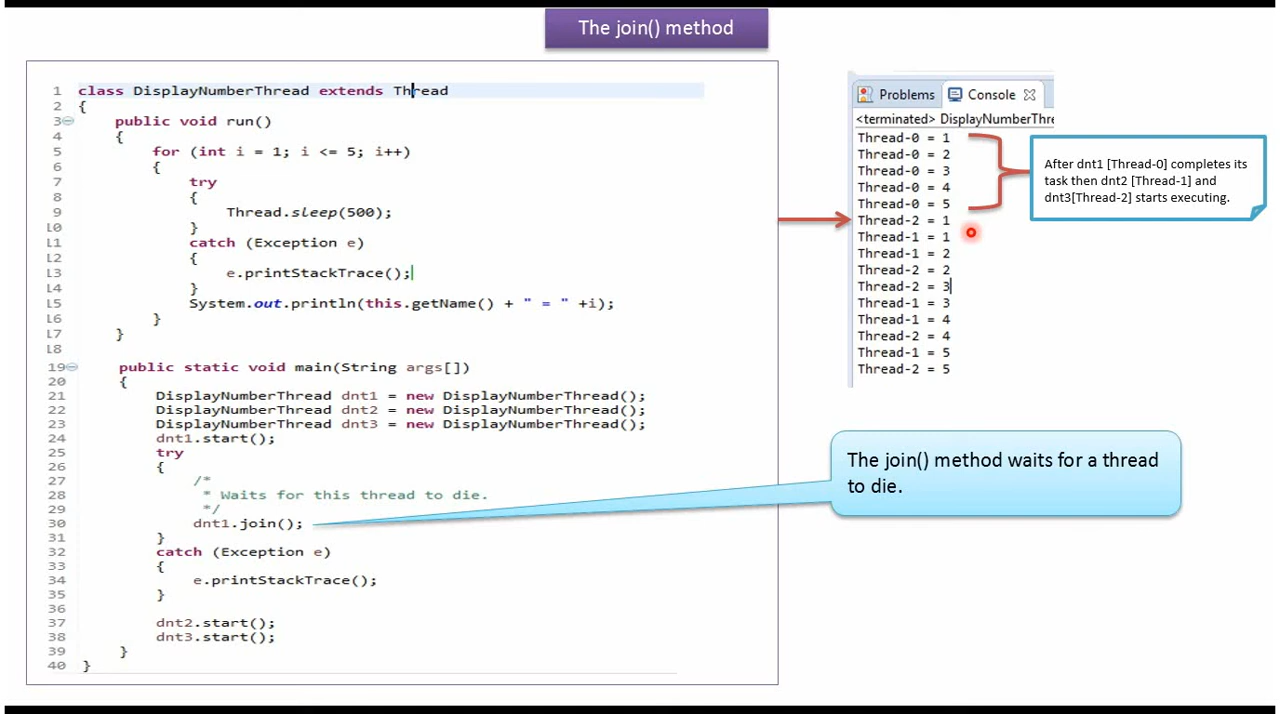 The join() method
1 class DisplayNumberThread extends Thread
2 {
3 public void run()
4 {
5 for (int i = 1; i <= 5; i++)
6 {
7 try
8 {
9 Thread.sleep(500);
10 }
11 catch (Exception e)
12 {
13 e.printStackTrace();
14 }
15 System.out.println(this.getName() + " = " +i);
16 }
17 }
18
19 public static void main(String args[])
20 {
21 DisplayNumberThread dnt1 = new DisplayNumberThread();
22 DisplayNumberThread dnt2 = new DisplayNumberThread();
23 DisplayNumberThread dnt3 = new DisplayNumberThread();
24 dnt1.start();
25 try
26 {
27 /*
28 * Waits for this thread to die.
29 */
30 dnt1.join();
31 }
32 catch (Exception e)
33 {
34 e.printStackTrace();
35 }
36
37 dnt2.start();
38 dnt3.start();
39 }
40 }
Problems Console
<terminated> DisplayNumberThre
Thread-0 = 1
Thread-0 = 2
Thread-0 = 3
Thread-0 = 4
Thread-0 = 5
Thread-2 = 1
Thread-1 = 1
Thread-1 = 2
Thread-2 = 2
Thread-2 = 3
Thread-1 = 3
Thread-1 = 4
Thread-2 = 4
Thread-1 = 5
Thread-2 = 5
After dnt1 [Thread-0] completes its
task then dnt2 [Thread-1] and
dnt3[Thread-2] starts executing.
The join() method waits for a thread
to die.